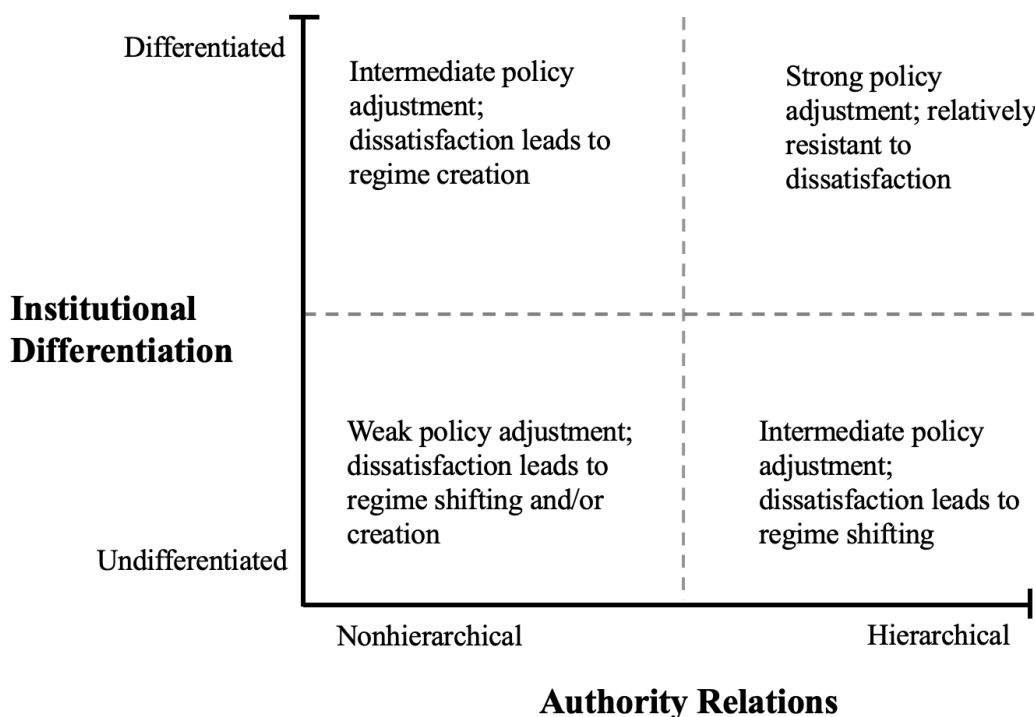 Differentiated
Intermediate policy
adjustment;
dissatisfaction leads to
regime creation
Strong policy
adjustment; relatively
resistant to
dissatisfaction
Institutional
Differentiation
Weak policy adjustment;
dissatisfaction leads to
regime shifting and/or
creation
Intermediate policy
adjustment;
dissatisfaction leads to
regime shifting
Undifferentiated
Nonhierarchical
Hierarchical
Authority Relations